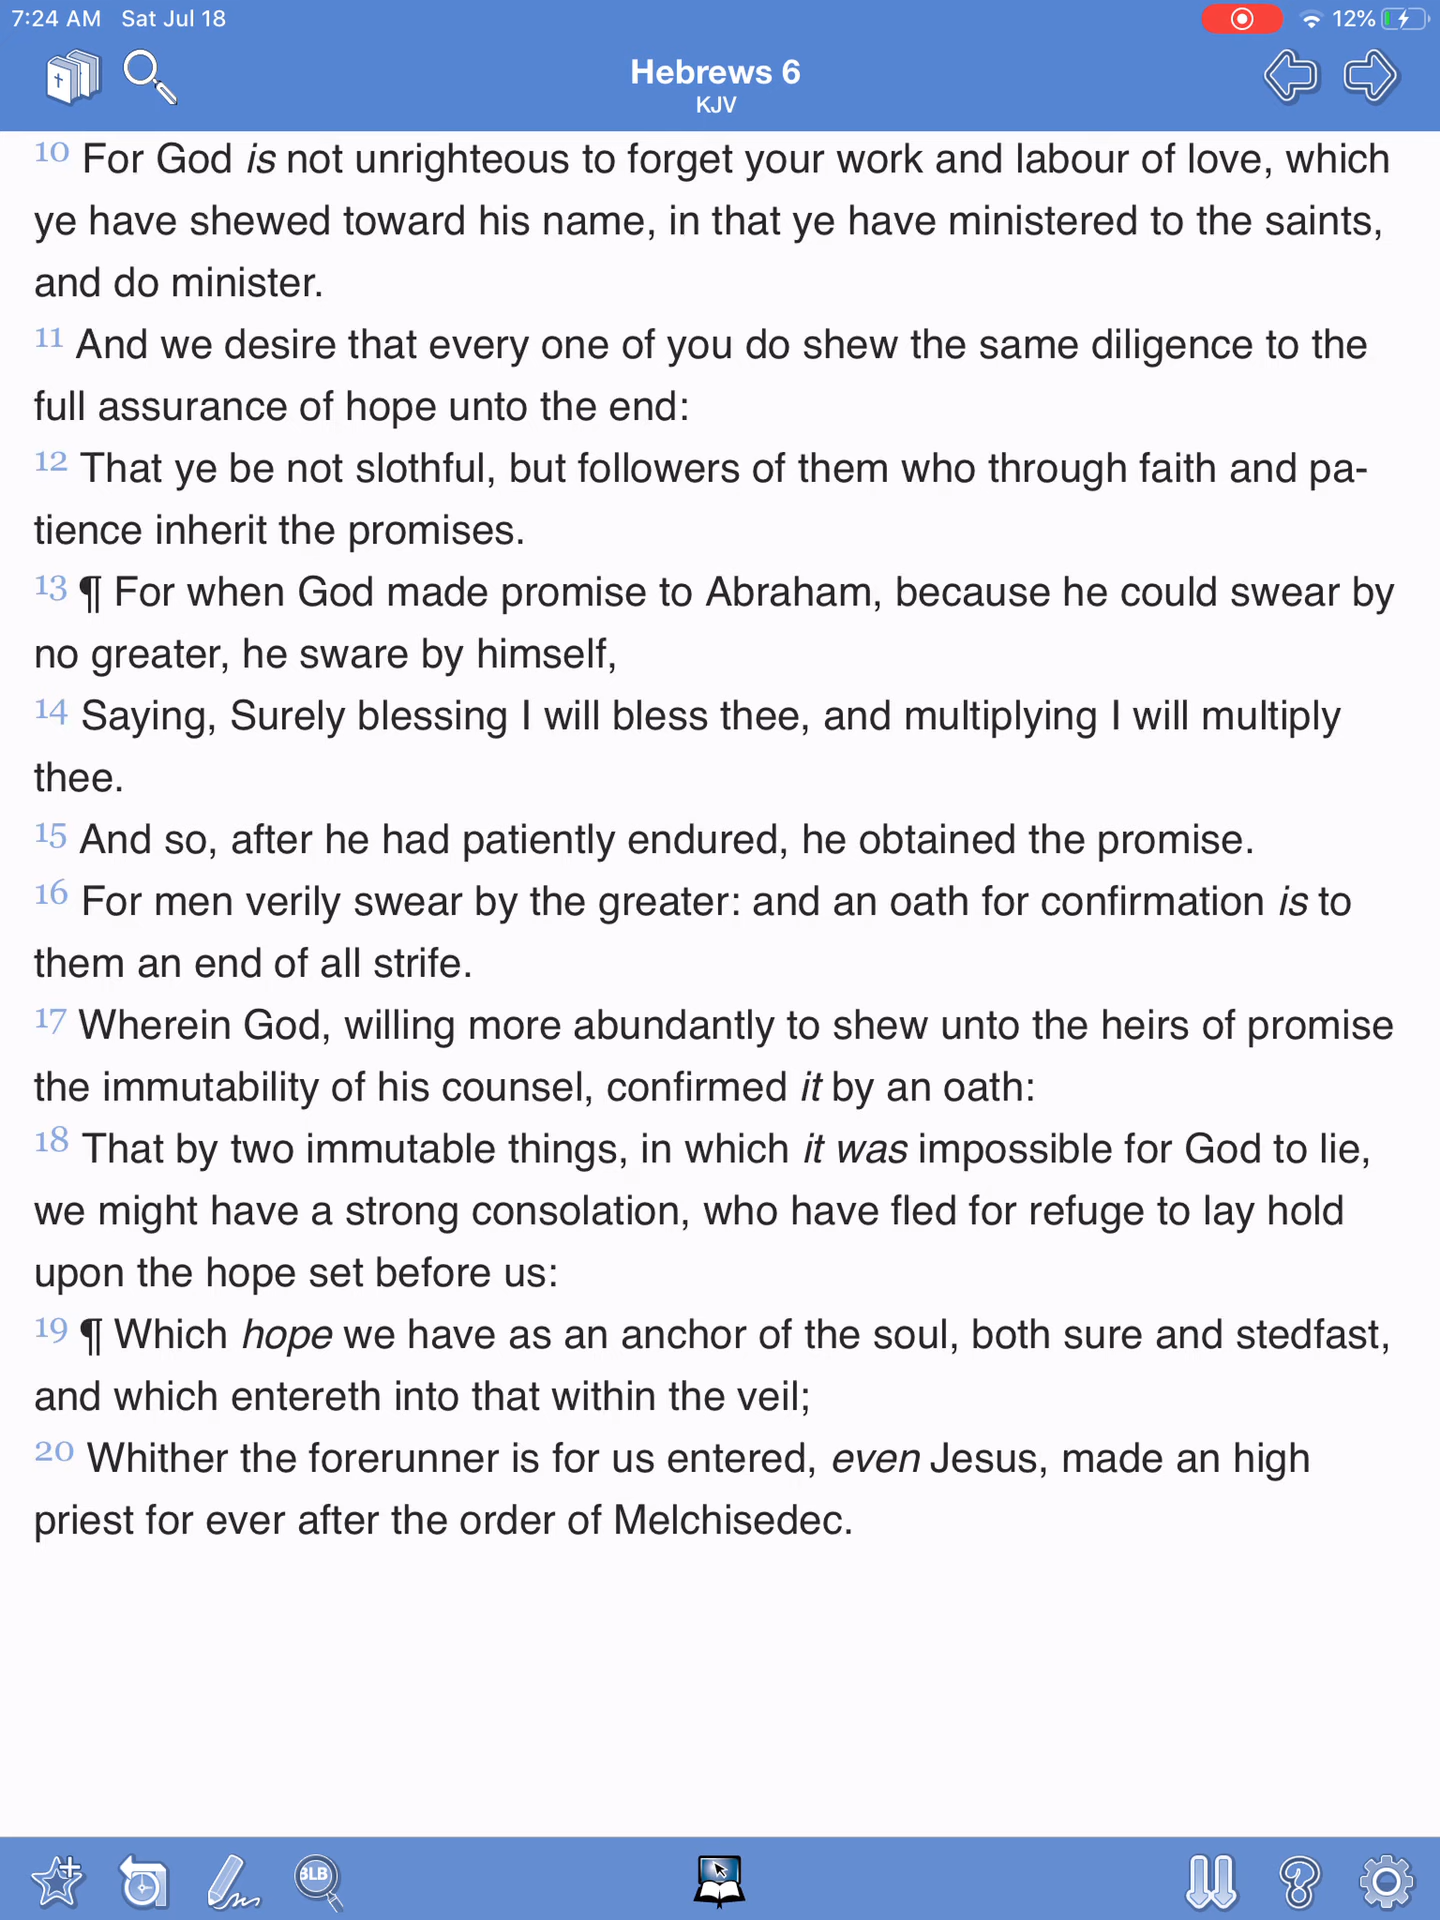 7:24 AM Sat Jul 18 12%
Hebrews 6
KJV
10 For God is not unrighteous to forget your work and labour of love, which
ye have shewed toward his name, in that ye have ministered to the saints,
and do minister.
11 And we desire that every one of you do shew the same diligence to the
full assurance of hope unto the end:
12 That ye be not slothful, but followers of them who through faith and pa-
tience inherit the promises.
13 ¶ For when God made promise to Abraham, because he could swear by
no greater, he sware by himself,
14 Saying, Surely blessing I will bless thee, and multiplying I will multiply
thee.
15 And so, after he had patiently endured, he obtained the promise.
16 For men verily swear by the greater: and an oath for confirmation is to
them an end of all strife.
17 Wherein God, willing more abundantly to shew unto the heirs of promise
the immutability of his counsel, confirmed it by an oath:
18 That by two immutable things, in which it was impossible for God to lie,
we might have a strong consolation, who have fled for refuge to lay hold
upon the hope set before us:
19 ¶ Which hope we have as an anchor of the soul, both sure and stedfast,
and which entereth into that within the veil;
20 Whither the forerunner is for us entered, even Jesus, made an high
priest for ever after the order of Melchisedec.
BLB